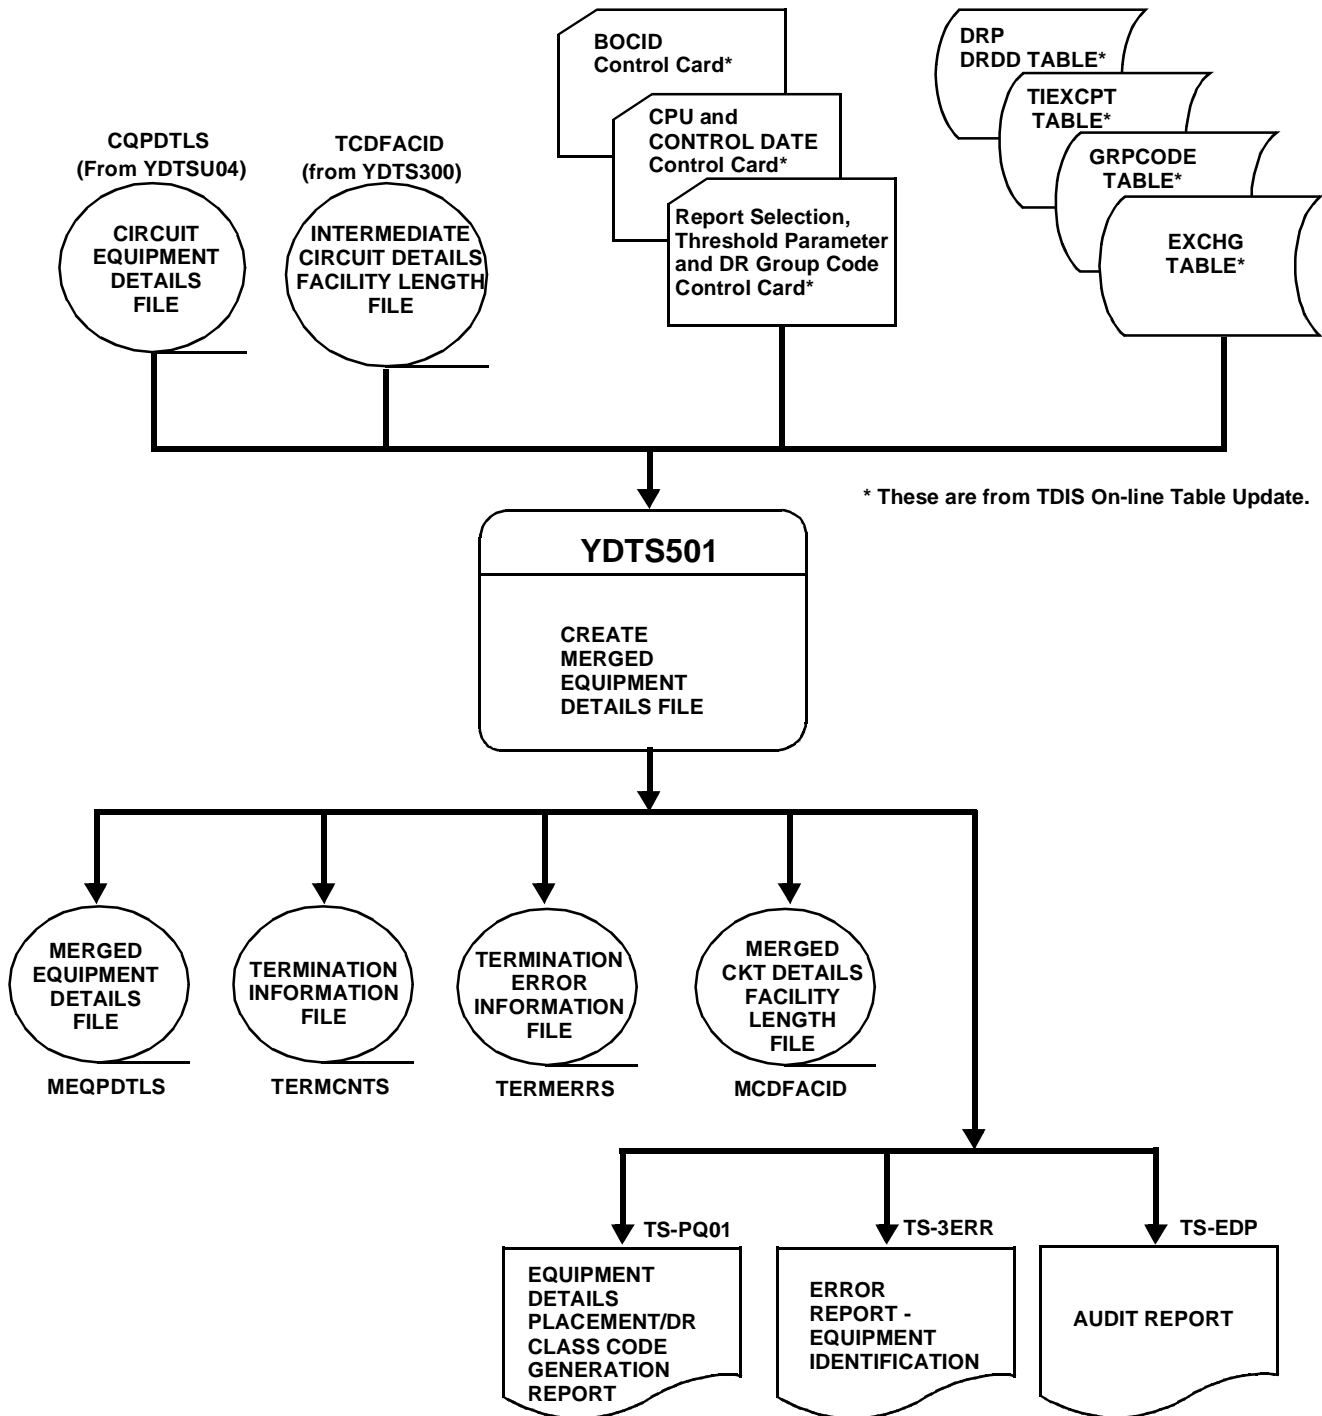 BOCID
Control Card*
CPU and
CONTROL DATE
Control Card*
Report Selection,
Threshold Parameter
and DR Group Code
Control Card*
DRP
DRDD TABLE*
TIEXCPT
TABLE*
GRPCODE
TABLE*
EXCHG
TABLE*
CQPDTLS
(From YDTSU04)
CIRCUIT
EQUIPMENT
DETAILS
FILE
TCDFACID
(from YDTS300)
INTERMEDIATE
CIRCUIT DETAILS
FACILITY LENGTH
FILE
* These are from TDIS On-line Table Update.
YDTS501
CREATE
MERGED
EQUIPMENT
DETAILS FILE
MERGED
EQUIPMENT
DETAILS
FILE
MEQPDTLS
TERMINATION
INFORMATION
FILE
TERMCNTS
TERMINATION
ERROR
INFORMATION
FILE
TERMERRS
MERGED
CKT DETAILS
FACILITY
LENGTH
FILE
MCDFACID
TS-PQ01
EQUIPMENT
DETAILS
PLACEMENT/DR
CLASS CODE
GENERATION
REPORT
TS-3ERR
ERROR
REPORT -
EQUIPMENT
IDENTIFICATION
TS-EDP
AUDIT REPORT